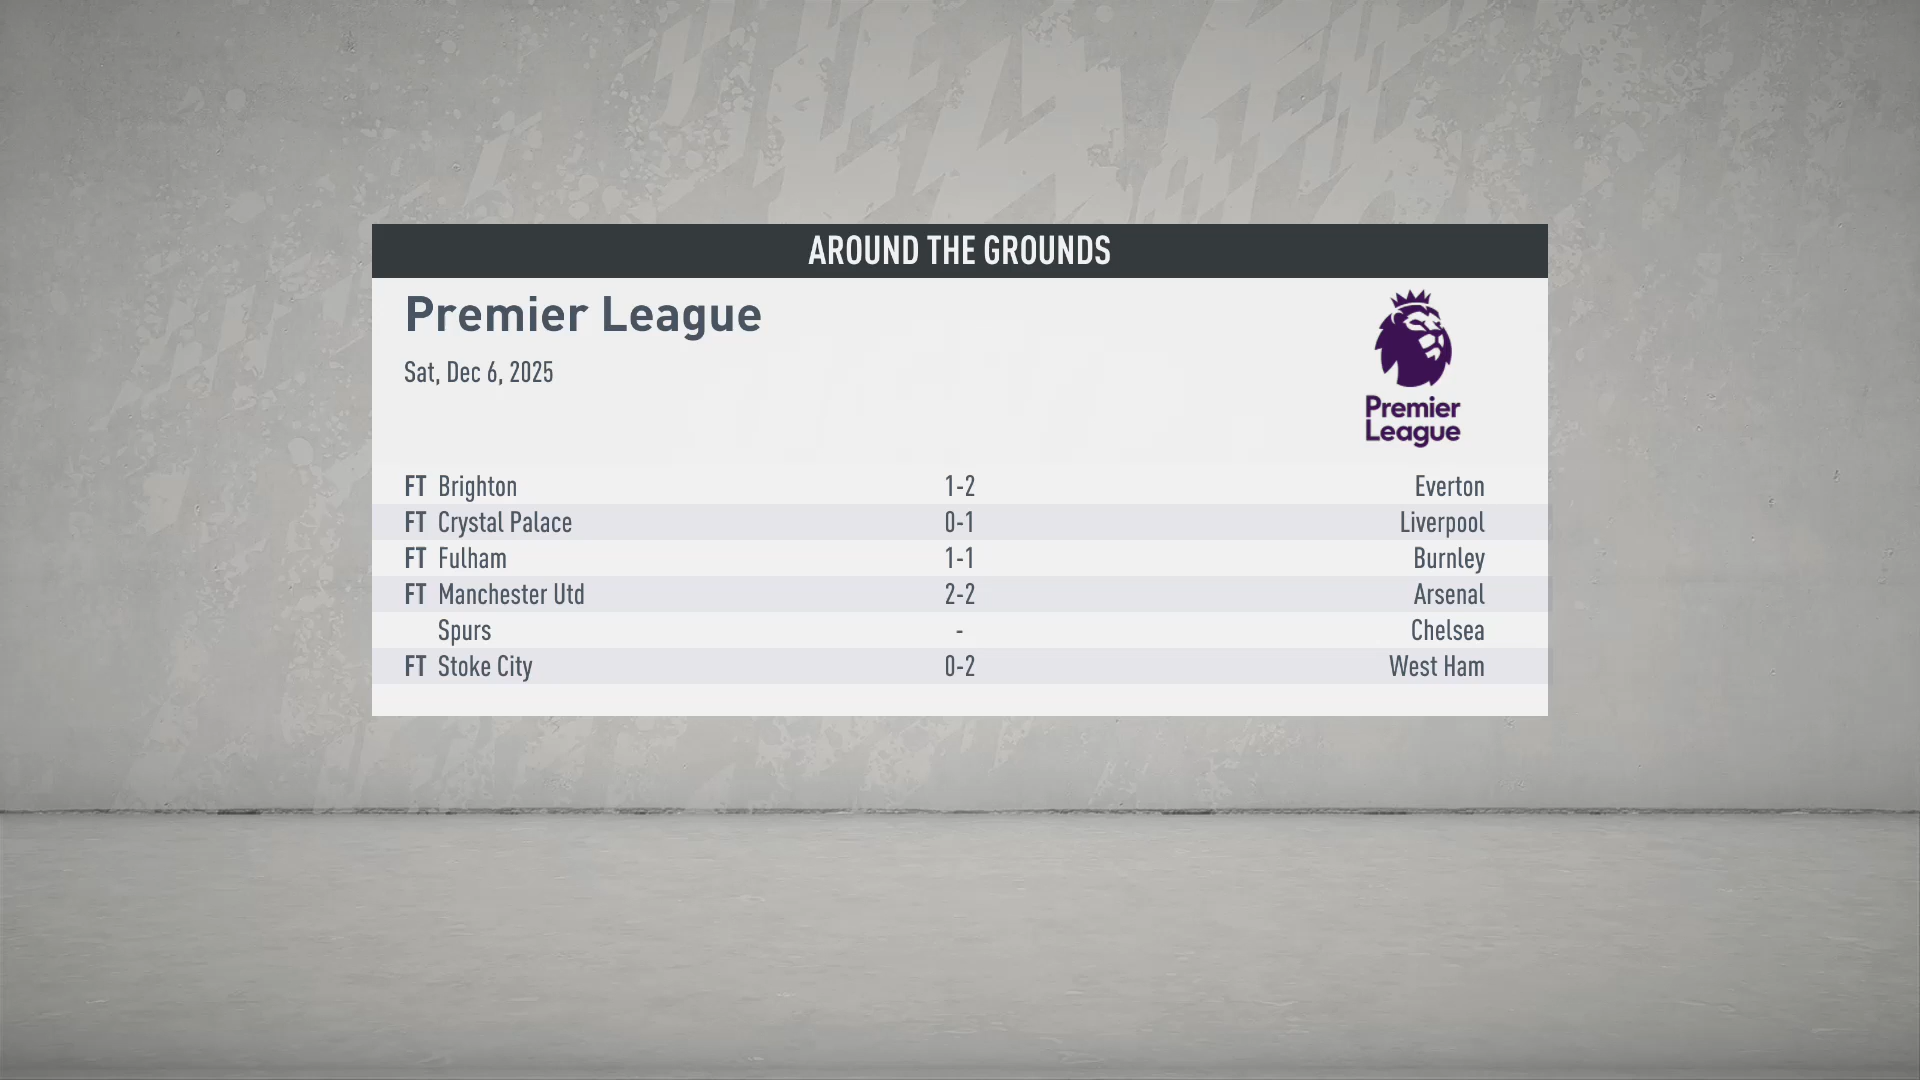 AROUND THE GROUNDS
Premier League
Sat, Dec 6, 2025
Premier
League
FT Brighton 1-2 Everton
FT Crystal Palace 0-1 Liverpool
FT Fulham 1-1 Burnley
FT Manchester Utd 2-2 Arsenal
Spurs - Chelsea
FT Stoke City 0-2 West Ham